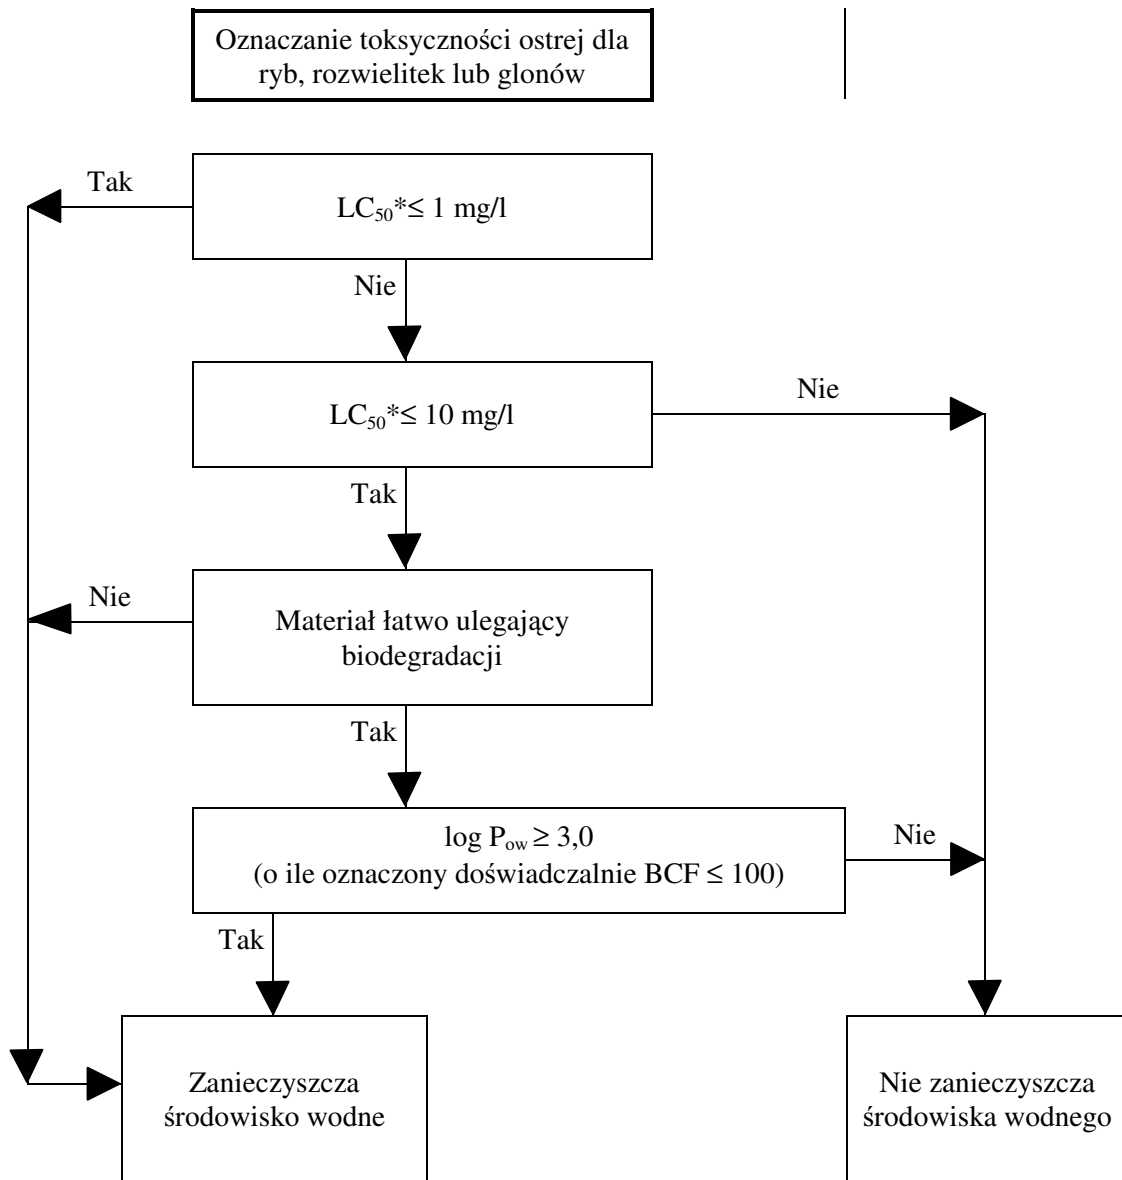 Oznaczanie toksyczności ostrej dla
ryb, rozwielitek lub glonów
Tak
LC₅₀*≤ 1 mg/l
Nie
LC₅₀*≤ 10 mg/l
Nie
Tak
Nie
Materiał łatwo ulegający
biodegradacji
Tak
log Pow ≥ 3,0
(o ile oznaczony doświadczalnie BCF ≤ 100)
Nie
Tak
Zanieczyszcza
środowisko wodne
Nie zanieczyszcza
środowiska wodnego